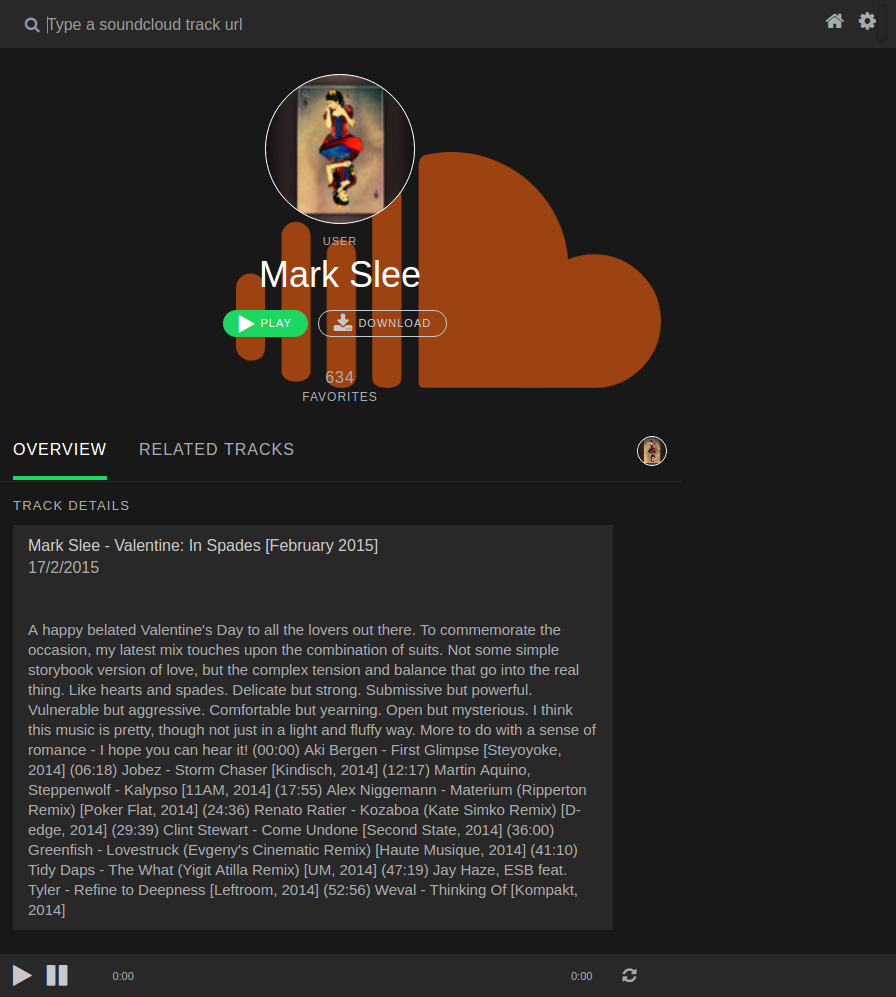 Type a soundcloud track url
USER
Mark Slee
PLAY
DOWNLOAD
634
FAVORITES
OVERVIEW
RELATED TRACKS
TRACK DETAILS
Mark Slee - Valentine: In Spades [February 2015]
17/2/2015
A happy belated Valentine's Day to all the lovers out there. To commemorate the
occasion, my latest mix touches upon the combination of suits. Not some simple
storybook version of love, but the complex tension and balance that go into the real
thing. Like hearts and spades. Delicate but strong. Submissive but powerful.
Vulnerable but aggressive. Comfortable but yearning. Open but mysterious. I think
this music is pretty, though not just in a light and fluffy way. More to do with a sense of
romance - I hope you can hear it! (00:00) Aki Bergen - First Glimpse [Steyoyoke,
2014] (06:18) Jobez - Storm Chaser [Kindisch, 2014] (12:17) Martin Aquino,
Steppenwolf - Kalypso [11AM, 2014] (17:55) Alex Niggemann - Materium (Ripperton
Remix) [Poker Flat, 2014] (24:36) Renato Ratier - Kozaboa (Kate Simko Remix) [D-
edge, 2014] (29:39) Clint Stewart - Come Undone [Second State, 2014] (36:00)
Greenfish - Lovestruck (Evgeny's Cinematic Remix) [Haute Musique, 2014] (41:10)
Tidy Daps - The What (Yigit Atilla Remix) [UM, 2014] (47:19) Jay Haze, ESB feat.
Tyler - Refine to Deepness [Leftroom, 2014] (52:56) Weval - Thinking Of [Kompakt,
2014]
0:00
0:00